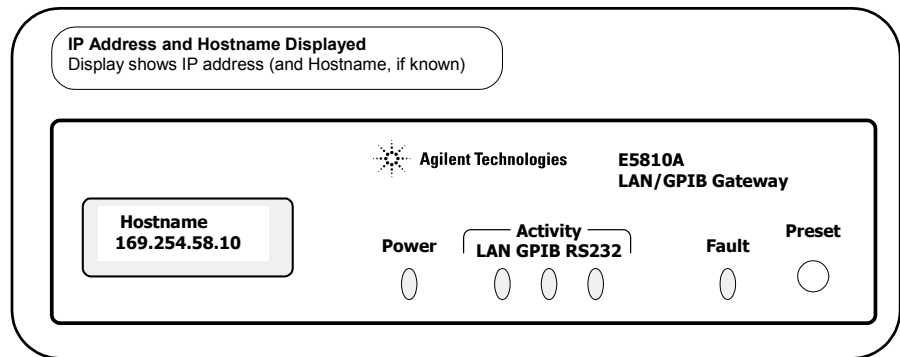 IP Address and Hostname Displayed
Display shows IP address (and Hostname, if known)
Agilent Technologies
E5810A
LAN/GPIB Gateway
Hostname
169.254.58.10
Power
Activity
LAN GPIB RS232
Fault
Preset